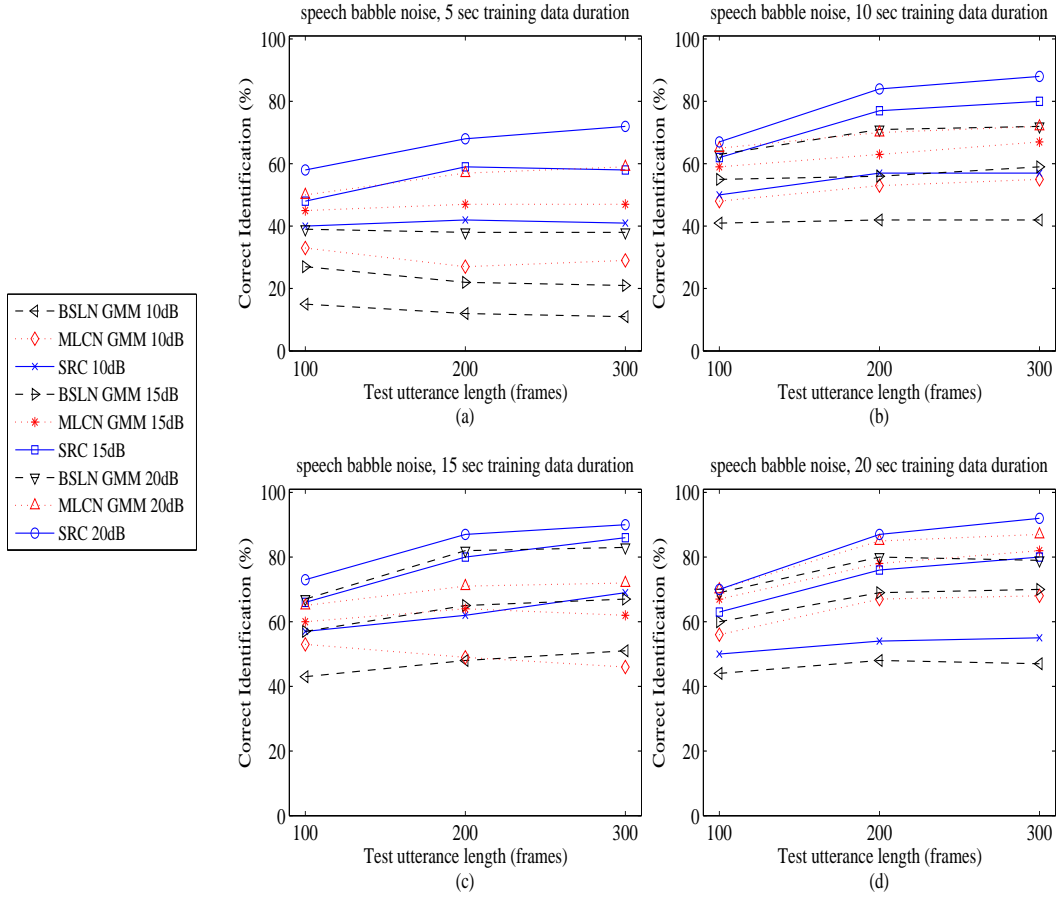 speech babble noise, 5 sec training data duration
100
80
60
40
20
0
Correct Identification (%)
100
200
300
Test utterance length (frames)
(a)
speech babble noise, 10 sec training data duration
100
80
60
40
20
0
Correct Identification (%)
100
200
300
Test utterance length (frames)
(b)
BSLN GMM 10dB
MLCN GMM 10dB
SRC 10dB
BSLN GMM 15dB
MLCN GMM 15dB
SRC 15dB
BSLN GMM 20dB
MLCN GMM 20dB
SRC 20dB
speech babble noise, 15 sec training data duration
100
80
60
40
20
0
Correct Identification (%)
100
200
300
Test utterance length (frames)
(c)
speech babble noise, 20 sec training data duration
100
80
60
40
20
0
Correct Identification (%)
100
200
300
Test utterance length (frames)
(d)